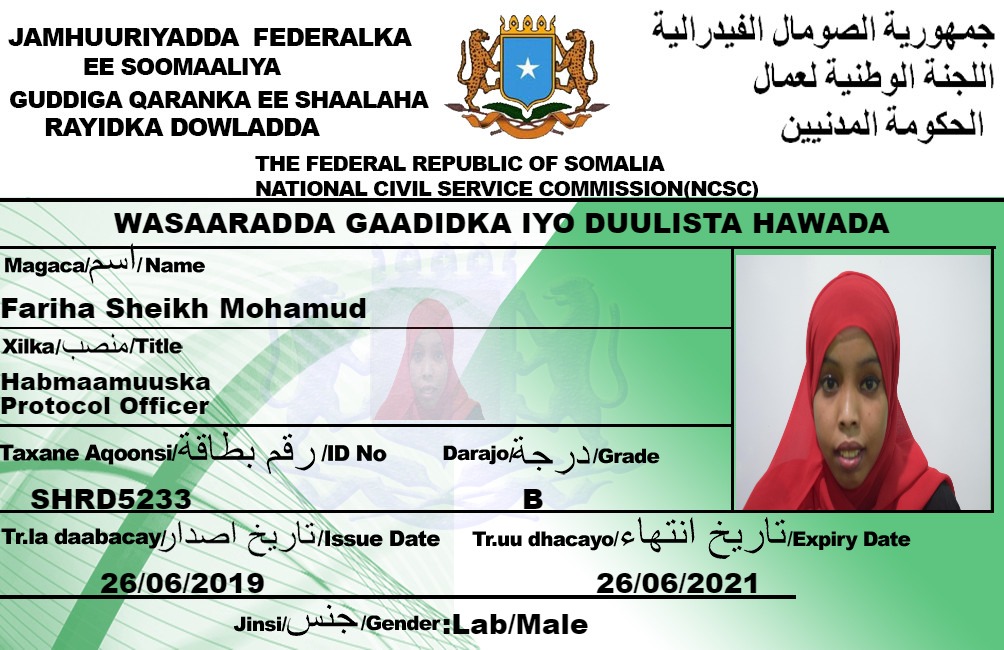 JAMHUURIYADDA FEDERALKA
EE SOOMAALIYA
GUDDIGA QARANKA EE SHAALAHA
RAYIDKA DOWLADDA
جمهورية الصومال الفيدرالية
اللجنة الوطنية لعمال
الحكومة المدنيين
THE FEDERAL REPUBLIC OF SOMALIA
NATIONAL CIVIL SERVICE COMMISSION(NCSC)
WASAARADDA GAADIDKA IYO DUULISTA HAWADA
Magaca/اسم/Name
Fariha Sheikh Mohamud
Xilka/منصب/Title
Habmaamuuska
Protocol Officer
Taxane Aqoonsi/رقم بطاقة/ID No
SHRD5233
Darajo/درجة/Grade
B
Tr.la daabacay/تاريخ اصدار/Issue Date
26/06/2019
Tr.uu dhacayo/تاريخ انتهاء/Expiry Date
26/06/2021
Jinsi/جنس/Gender:Lab/Male